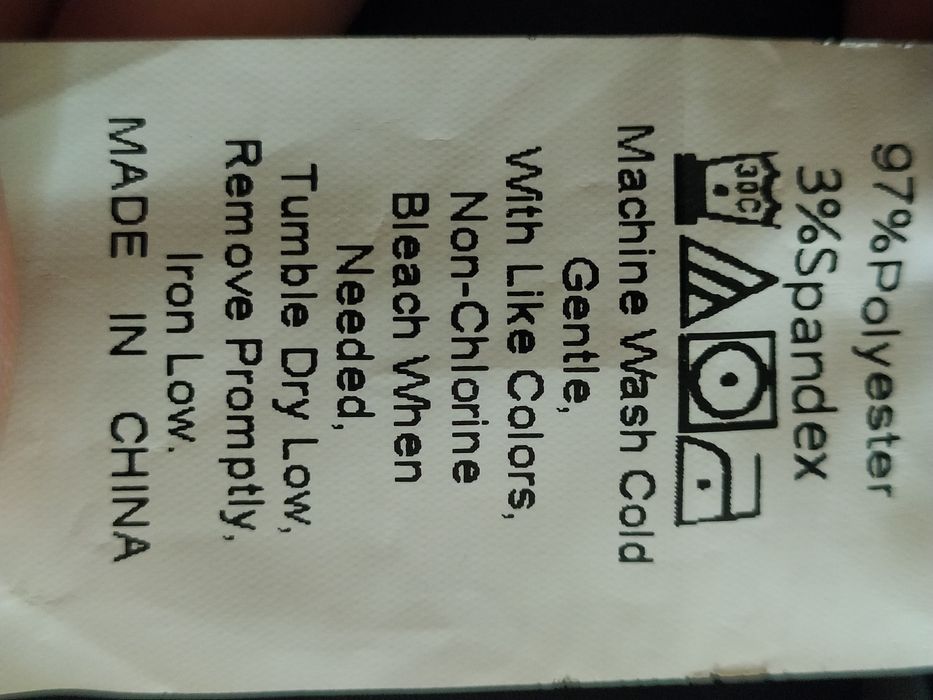 97%Polyester
3%Spandex
30C
Machine Wash Cold
Gentle,
With Like Colors,
Non-Chlorine
Bleach When
Needed,
Tumble Dry Low,
Remove Promptly,
Iron Low.
MADE IN CHINA